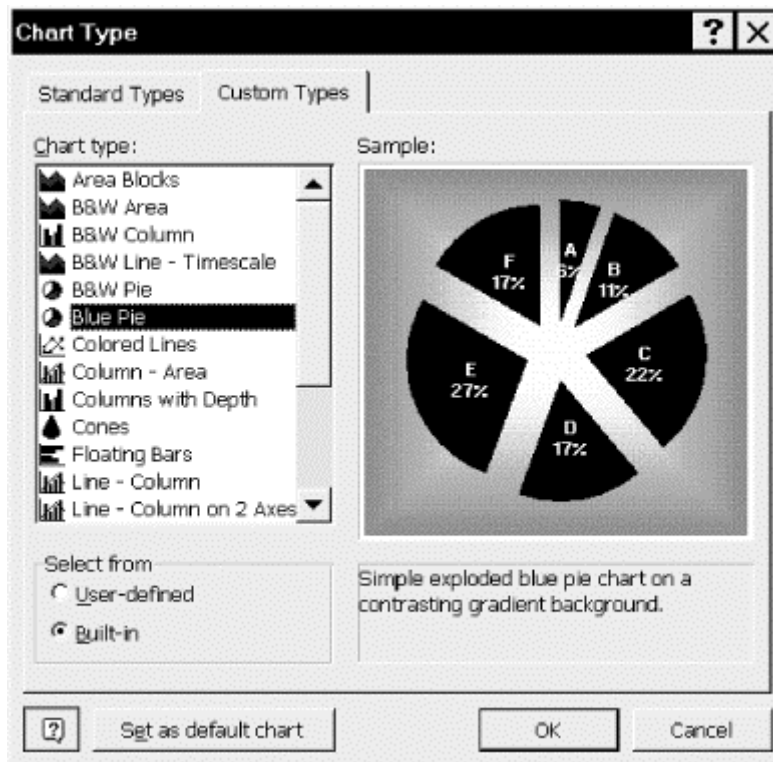 Chart Type
Standard Types
Custom Types
Chart type:
Area Blocks
B&W Area
B&W Column
B&W Line - Timescale
B&W Pie
Blue Pie
Colored Lines
Column - Area
Columns with Depth
Cones
Floating Bars
Line - Column
Line - Column on 2 Axes
Sample:
A
6%
B
11%
C
22%
D
17%
E
27%
F
17%
Select from
User-defined
Built-in
Simple exploded blue pie chart on a
contrasting gradient background.
Set as default chart
OK
Cancel